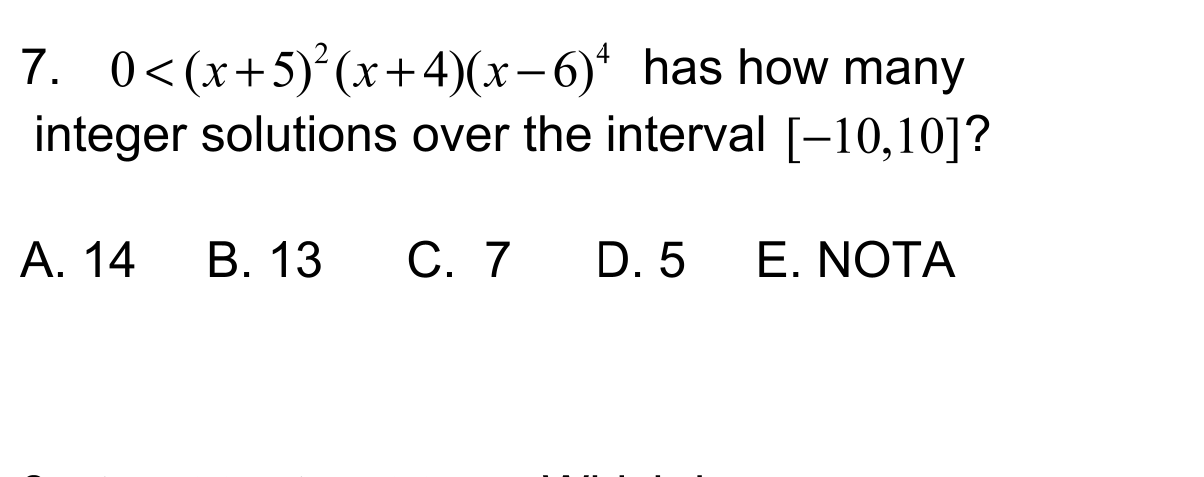 7. 0<(x+5)²(x+4)(x−6)⁴ has how many
integer solutions over the interval [−10,10]?
A. 14 B. 13 C. 7 D. 5 E. NOTA